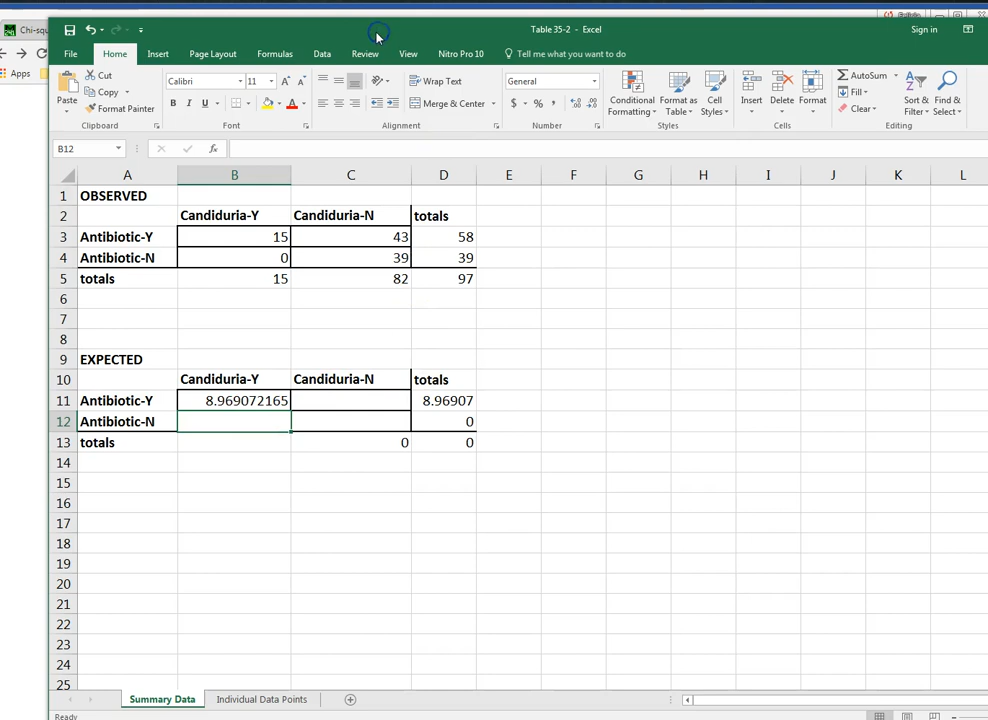 Chi-squ
Table 35-2 - Excel
Sign in
File Home Insert Page Layout Formulas Data Review View Nitro Pro 10 Tell me what you want to do
Apps
Paste
Cut
Copy
Format Painter
Calibri 11
B I U
Wrap Text
Merge & Center
General
$ % ,
Conditional Formatting
Format as Table
Cell Styles
Insert Delete Format
AutoSum
Fill
Clear
Sort & Filter
Find & Select
Clipboard Font Alignment Number Styles Cells Editing
B12 fx
A B C D E F G H I J K L
1 OBSERVED
2 Candiduria-Y Candiduria-N totals
3 Antibiotic-Y 15 43 58
4 Antibiotic-N 0 39 39
5 totals 15 82 97
6
7
8
9 EXPECTED
10 Candiduria-Y Candiduria-N totals
11 Antibiotic-Y 8.969072165 8.96907
12 Antibiotic-N 0
13 totals 0 0
14
15
16
17
18
19
20
21
22
23
24
25
Summary Data Individual Data Points
Ready